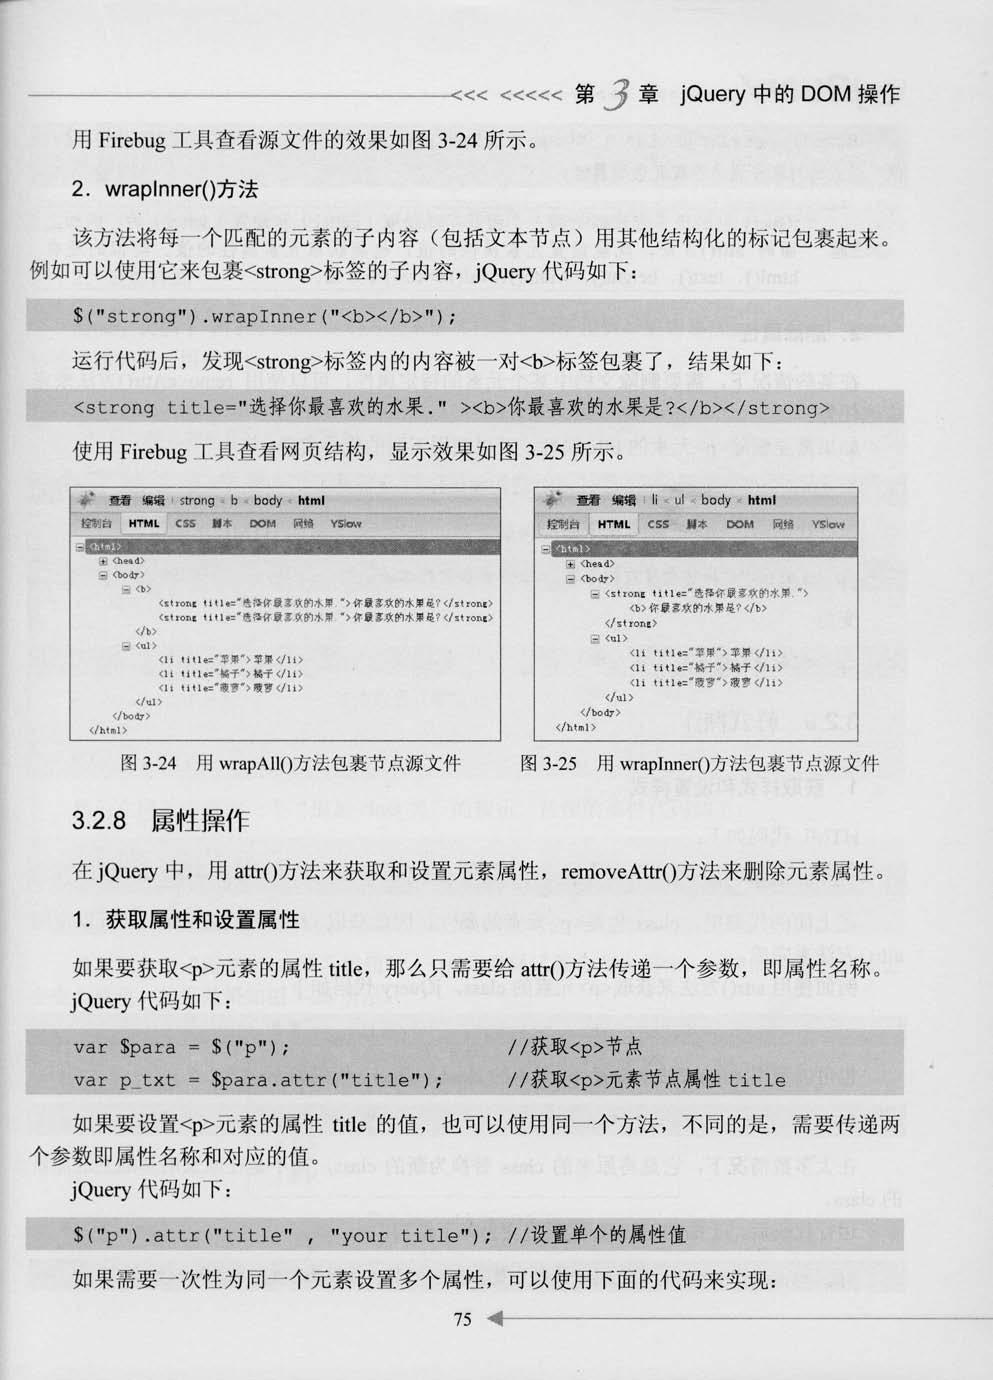 <<< <<<<< 第3章 jQuery 中的 DOM 操作
用 Firebug 工具查看源文件的效果如图 3-24 所示。
2．wrapInner()方法
该方法将每一个匹配的元素的子内容（包括文本节点）用其他结构化的标记包裹起来。
例如可以使用它来包裹<strong>标签的子内容，jQuery 代码如下：
$("strong").wrapInner("<b></b>");
运行代码后，发现<strong>标签内的内容被一对<b>标签包裹了，结果如下：
<strong title="选择你最喜欢的水果." ><b>你最喜欢的水果是?</b></strong>
使用 Firebug 工具查看网页结构，显示效果如图 3-25 所示。
查看 编辑 | strong < b < body < html
控制台 HTML CSS 脚本 DOM 网络 YSlow
<html>
<head>
<body>
<b>
<strong title="选择你最喜欢的水果.">你最喜欢的水果是?</strong>
<strong title="选择你最喜欢的水果.">你最喜欢的水果是?</strong>
</b>
<ul>
<li title="苹果">苹果</li>
<li title="橘子">橘子</li>
<li title="菠萝">菠萝</li>
</ul>
</body>
</html>
查看 编辑 | li < ul < body < html
控制台 HTML CSS 脚本 DOM 网络 YSlow
<html>
<head>
<body>
<strong title="选择你最喜欢的水果.">
<b>你最喜欢的水果是?</b>
</strong>
<ul>
<li title="苹果">苹果</li>
<li title="橘子">橘子</li>
<li title="菠萝">菠萝</li>
</ul>
</body>
</html>
图 3-24 用 wrapAll()方法包裹节点源文件
图 3-25 用 wrapInner()方法包裹节点源文件
3.2.8 属性操作
在 jQuery 中，用 attr()方法来获取和设置元素属性，removeAttr()方法来删除元素属性。
1．获取属性和设置属性
如果要获取<p>元素的属性 title，那么只需要给 attr()方法传递一个参数，即属性名称。
jQuery 代码如下：
var $para = $("p"); //获取<p>节点
var p_txt = $para.attr("title"); //获取<p>元素节点属性 title
如果要设置<p>元素的属性 title 的值，也可以使用同一个方法，不同的是，需要传递两
个参数即属性名称和对应的值。
jQuery 代码如下：
$("p").attr("title" , "your title"); //设置单个的属性值
如果需要一次性为同一个元素设置多个属性，可以使用下面的代码来实现：
75